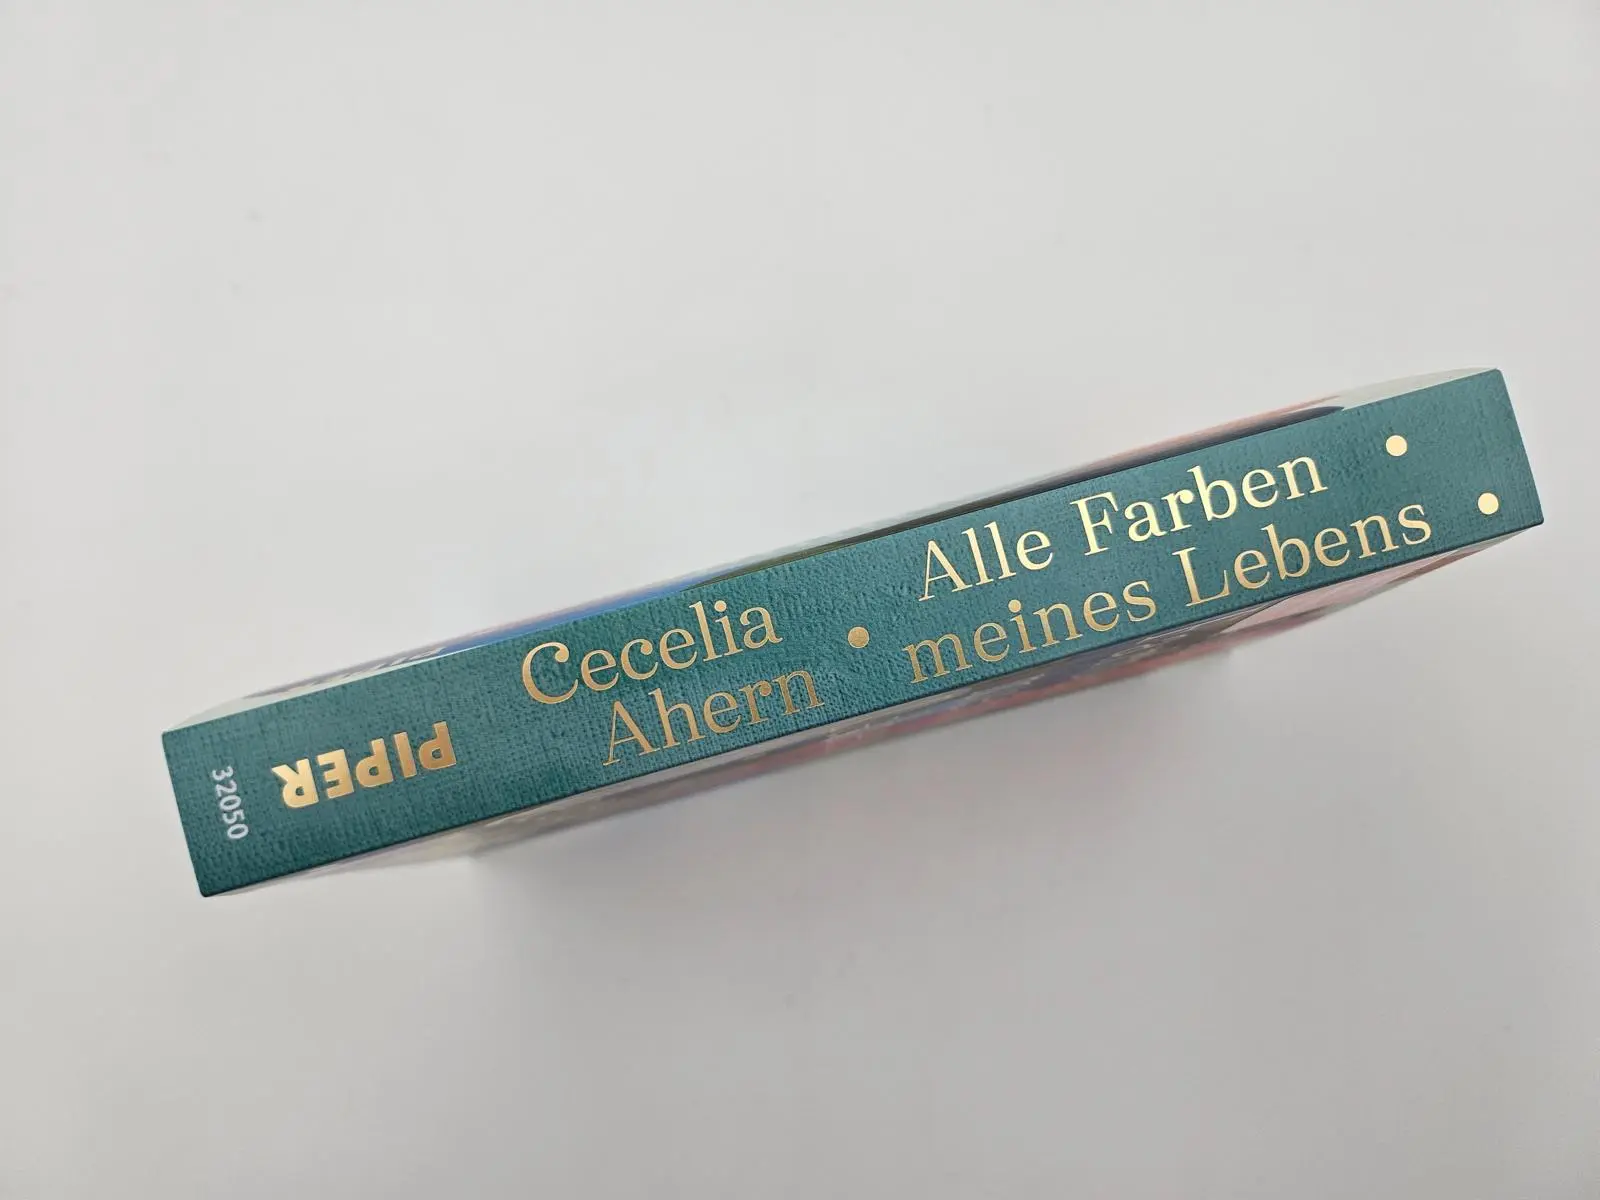 Cecelia
Ahern
Alle Farben
meines Lebens
PIPER
32050